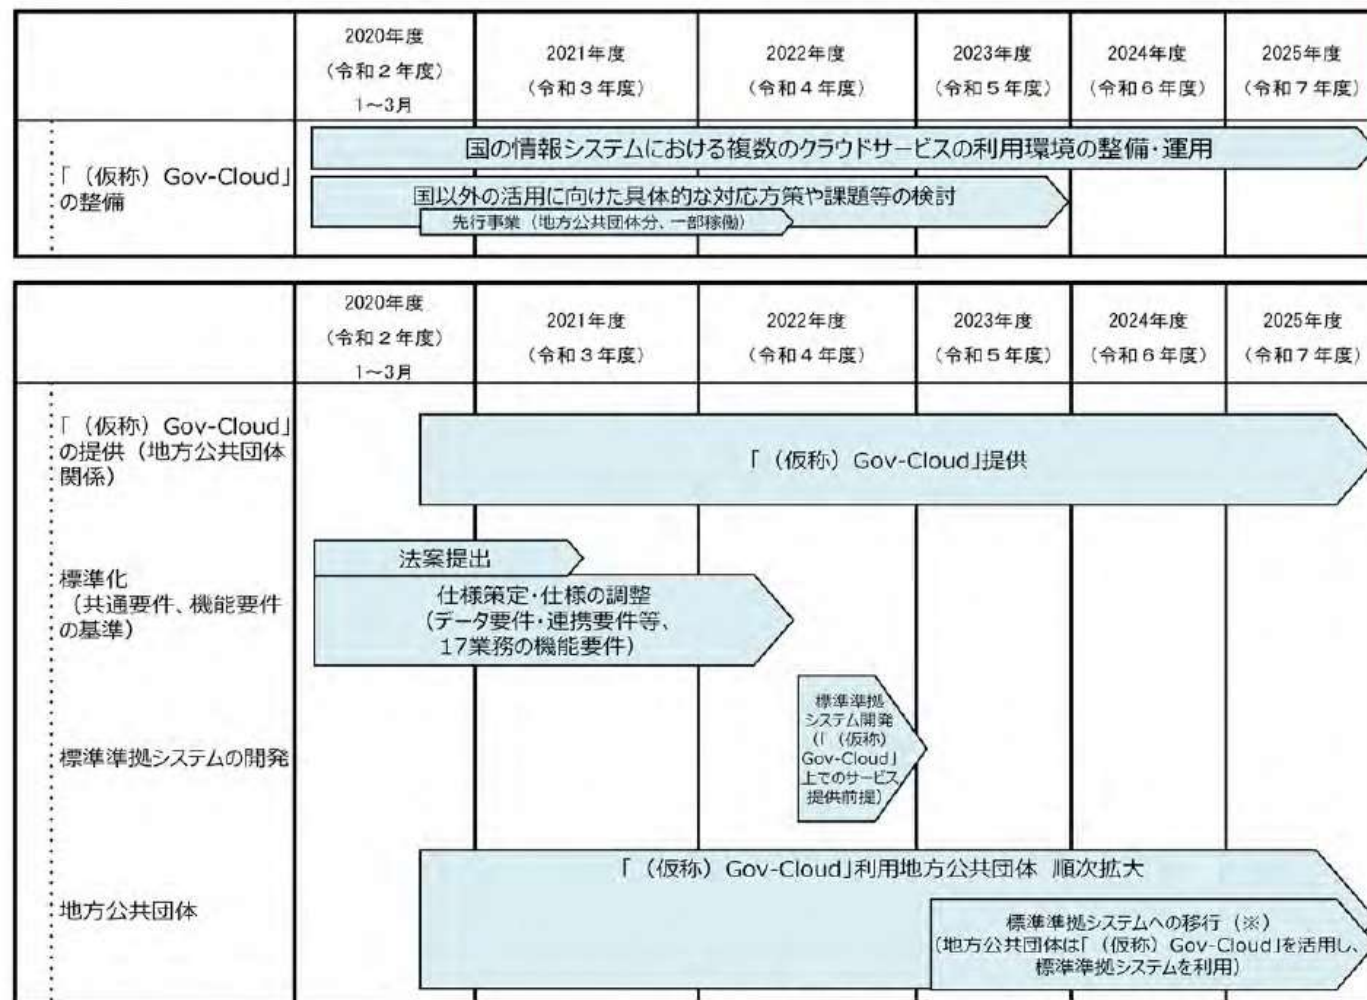 2020年度
（令和２年度）
1～3月
2021年度
（令和３年度）
2022年度
（令和４年度）
2023年度
（令和５年度）
2024年度
（令和６年度）
2025年度
（令和７年度）
「（仮称）Gov-Cloud」
の整備
国の情報システムにおける複数のクラウドサービスの利用環境の整備・運用
国以外の活用に向けた具体的な対応方策や課題等の検討
先行事業（地方公共団体分、一部稼働）
2020年度
（令和２年度）
1～3月
2021年度
（令和３年度）
2022年度
（令和４年度）
2023年度
（令和５年度）
2024年度
（令和６年度）
2025年度
（令和７年度）
「（仮称）Gov-Cloud」
の提供（地方公共団体
関係）
「（仮称）Gov-Cloud」提供
標準化
（共通要件、機能要件
の基準）
法案提出
仕様策定・仕様の調整
（データ要件・連携要件等、
17業務の機能要件）
標準準拠システムの開発
標準準拠
システム開発
（「（仮称）
Gov-Cloud」
上でのサービス
提供前提）
地方公共団体
「（仮称）Gov-Cloud」利用地方公共団体 順次拡大
標準準拠システムへの移行（※）
（地方公共団体は「（仮称）Gov-Cloud」を活用し、
標準準拠システムを利用）